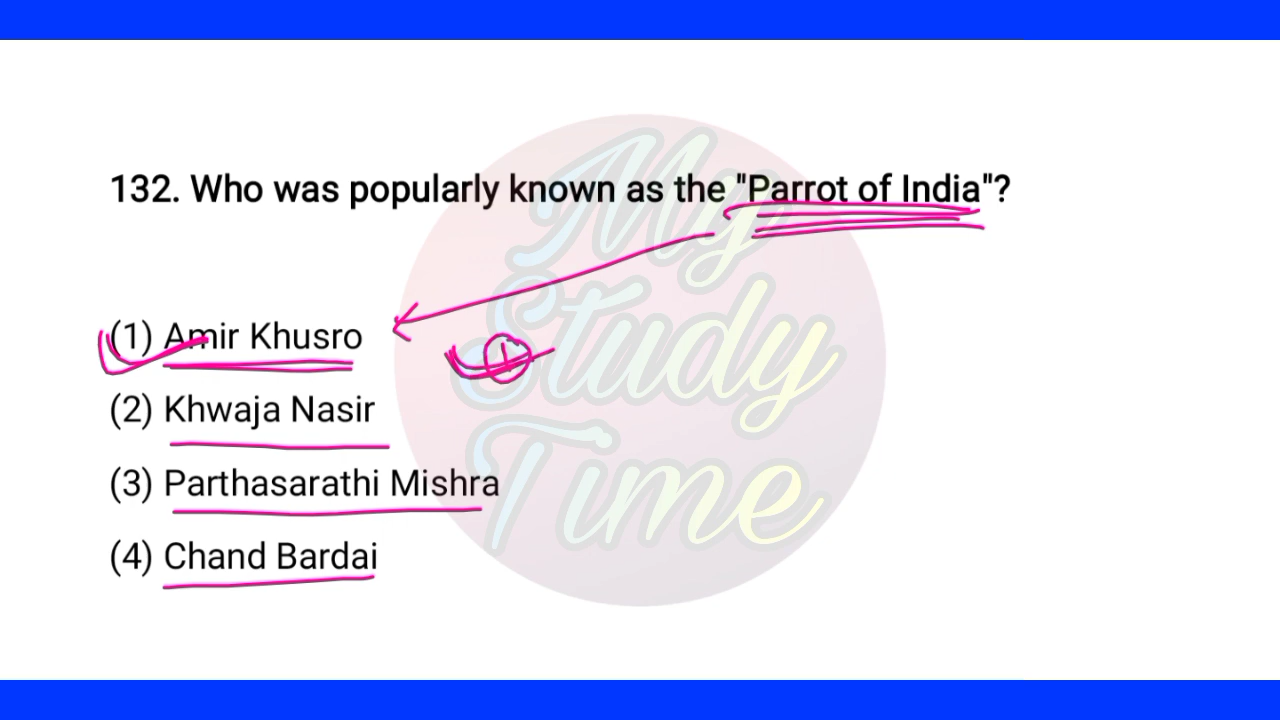 132. Who was popularly known as the "Parrot of India"?
(1) Amir Khusro
1
(2) Khwaja Nasir
(3) Parthasarathi Mishra
(4) Chand Bardai
My
Study
Time